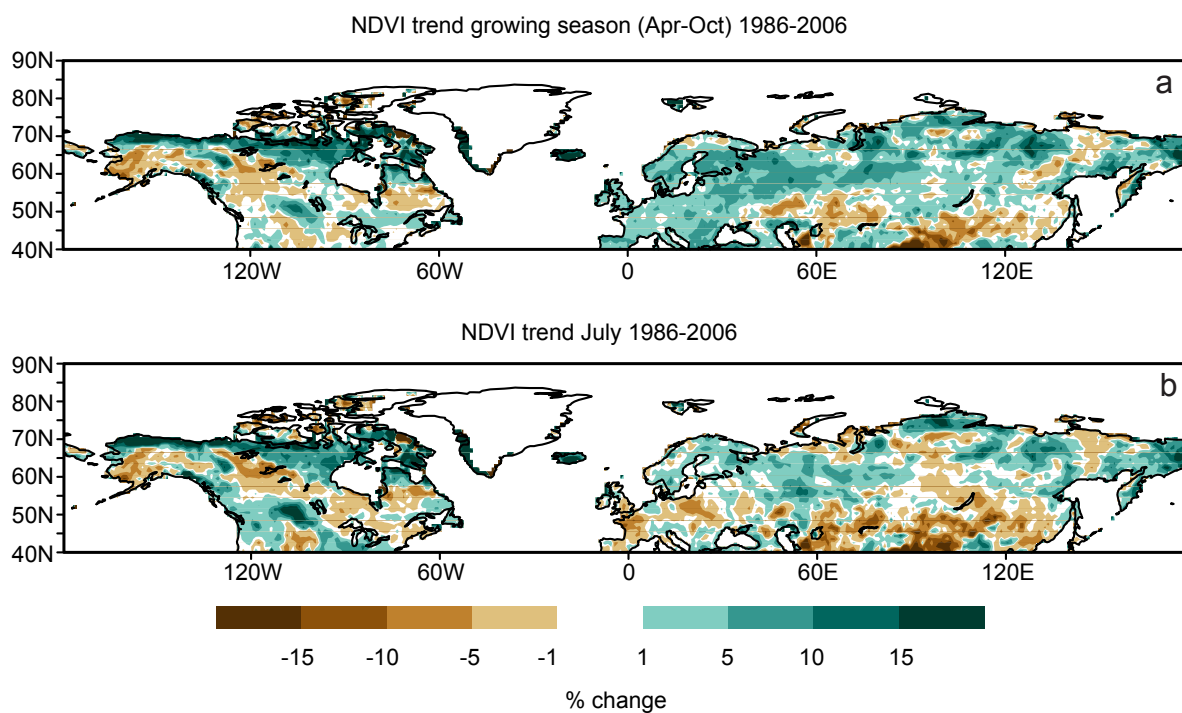 NDVI trend growing season (Apr-Oct) 1986-2006
90N
80N
70N
60N
50N
40N
a
120W 60W 0 60E 120E
NDVI trend July 1986-2006
90N
80N
70N
60N
50N
40N
b
120W 60W 0 60E 120E
-15 -10 -5 -1 1 5 10 15
% change